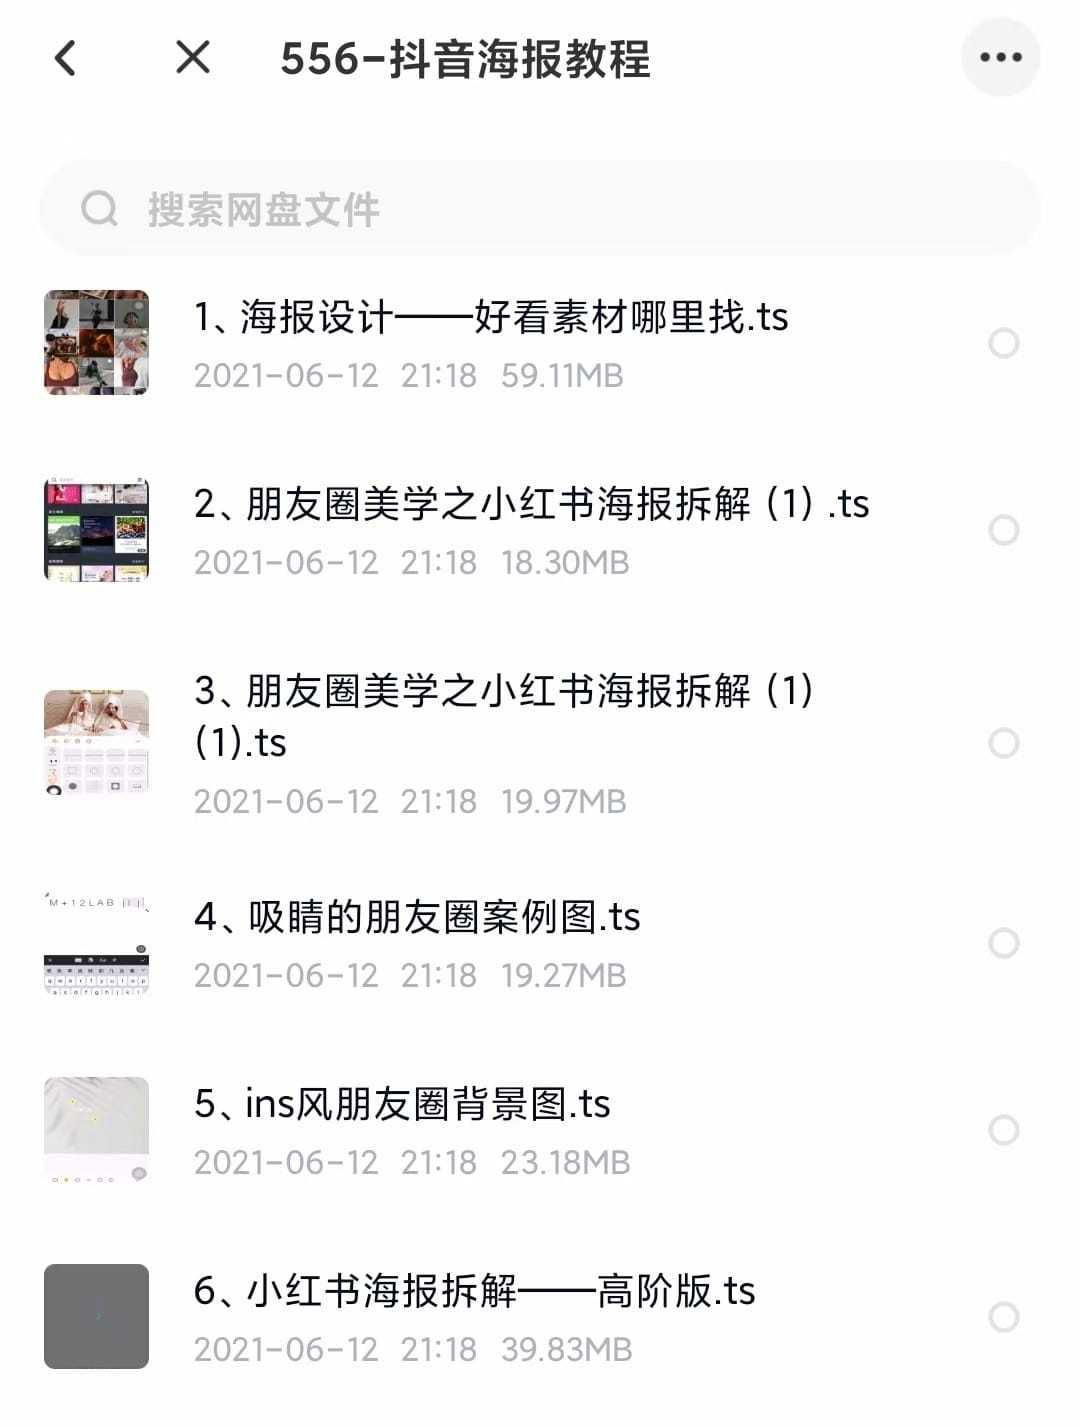 556-抖音海报教程
搜索网盘文件
1、海报设计——好看素材哪里找.ts
2021-06-12 21:18 59.11MB
2、朋友圈美学之小红书海报拆解（1）.ts
2021-06-12 21:18 18.30MB
3、朋友圈美学之小红书海报拆解（1）
(1).ts
2021-06-12 21:18 19.97MB
M+12LAB
4、吸睛的朋友圈案例图.ts
2021-06-12 21:18 19.27MB
5、ins风朋友圈背景图.ts
2021-06-12 21:18 23.18MB
6、小红书海报拆解——高阶版.ts
2021-06-12 21:18 39.83MB